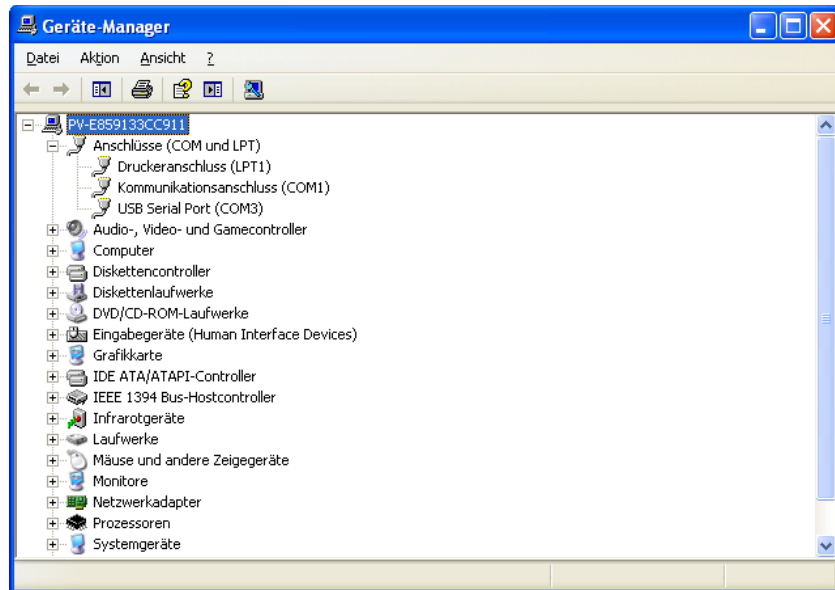 Geräte-Manager
Datei Aktion Ansicht ?
PV-E859133CC911
Anschlüsse (COM und LPT)
Druckeranschluss (LPT1)
Kommunikationsanschluss (COM1)
USB Serial Port (COM3)
Audio-, Video- und Gamecontroller
Computer
Diskettencontroller
Diskettenlaufwerke
DVD/CD-ROM-Laufwerke
Eingabegeräte (Human Interface Devices)
Grafikkarte
IDE ATA/ATAPI-Controller
IEEE 1394 Bus-Hostcontroller
Infrarotgeräte
Laufwerke
Mäuse und andere Zeigegeräte
Monitore
Netzwerkadapter
Prozessoren
Systemgeräte